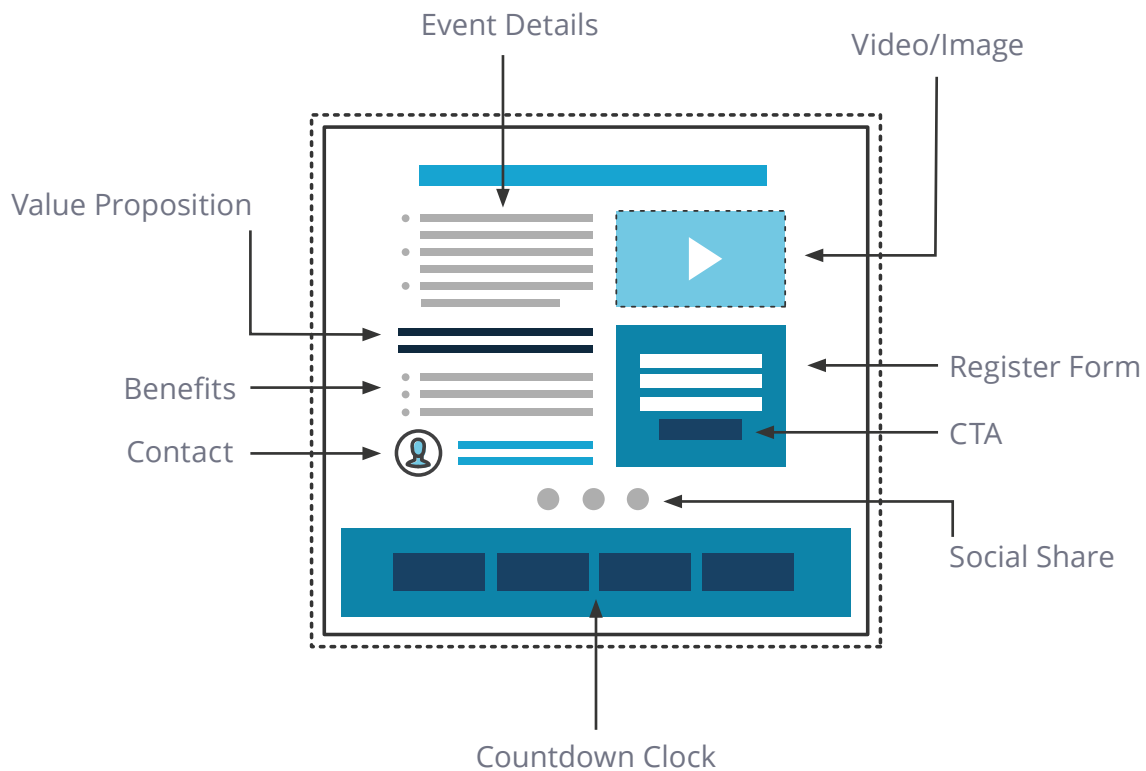 Event Details
Video/Image
Value Proposition
Register Form
Benefits
CTA
Contact
Social Share
Countdown Clock